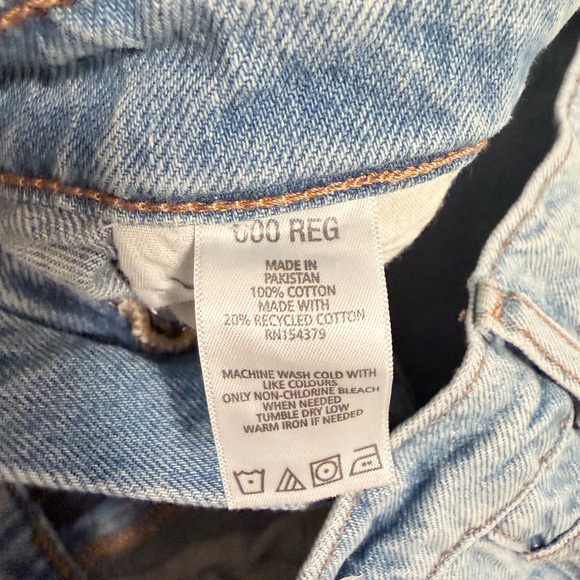 000 REG
MADE IN
PAKISTAN
100% COTTON
MADE WITH
20% RECYCLED COTTON
RN154379
MACHINE WASH COLD WITH
LIKE COLOURS
ONLY NON-CHLORINE BLEACH
WHEN NEEDED
TUMBLE DRY LOW
WARM IRON IF NEEDED